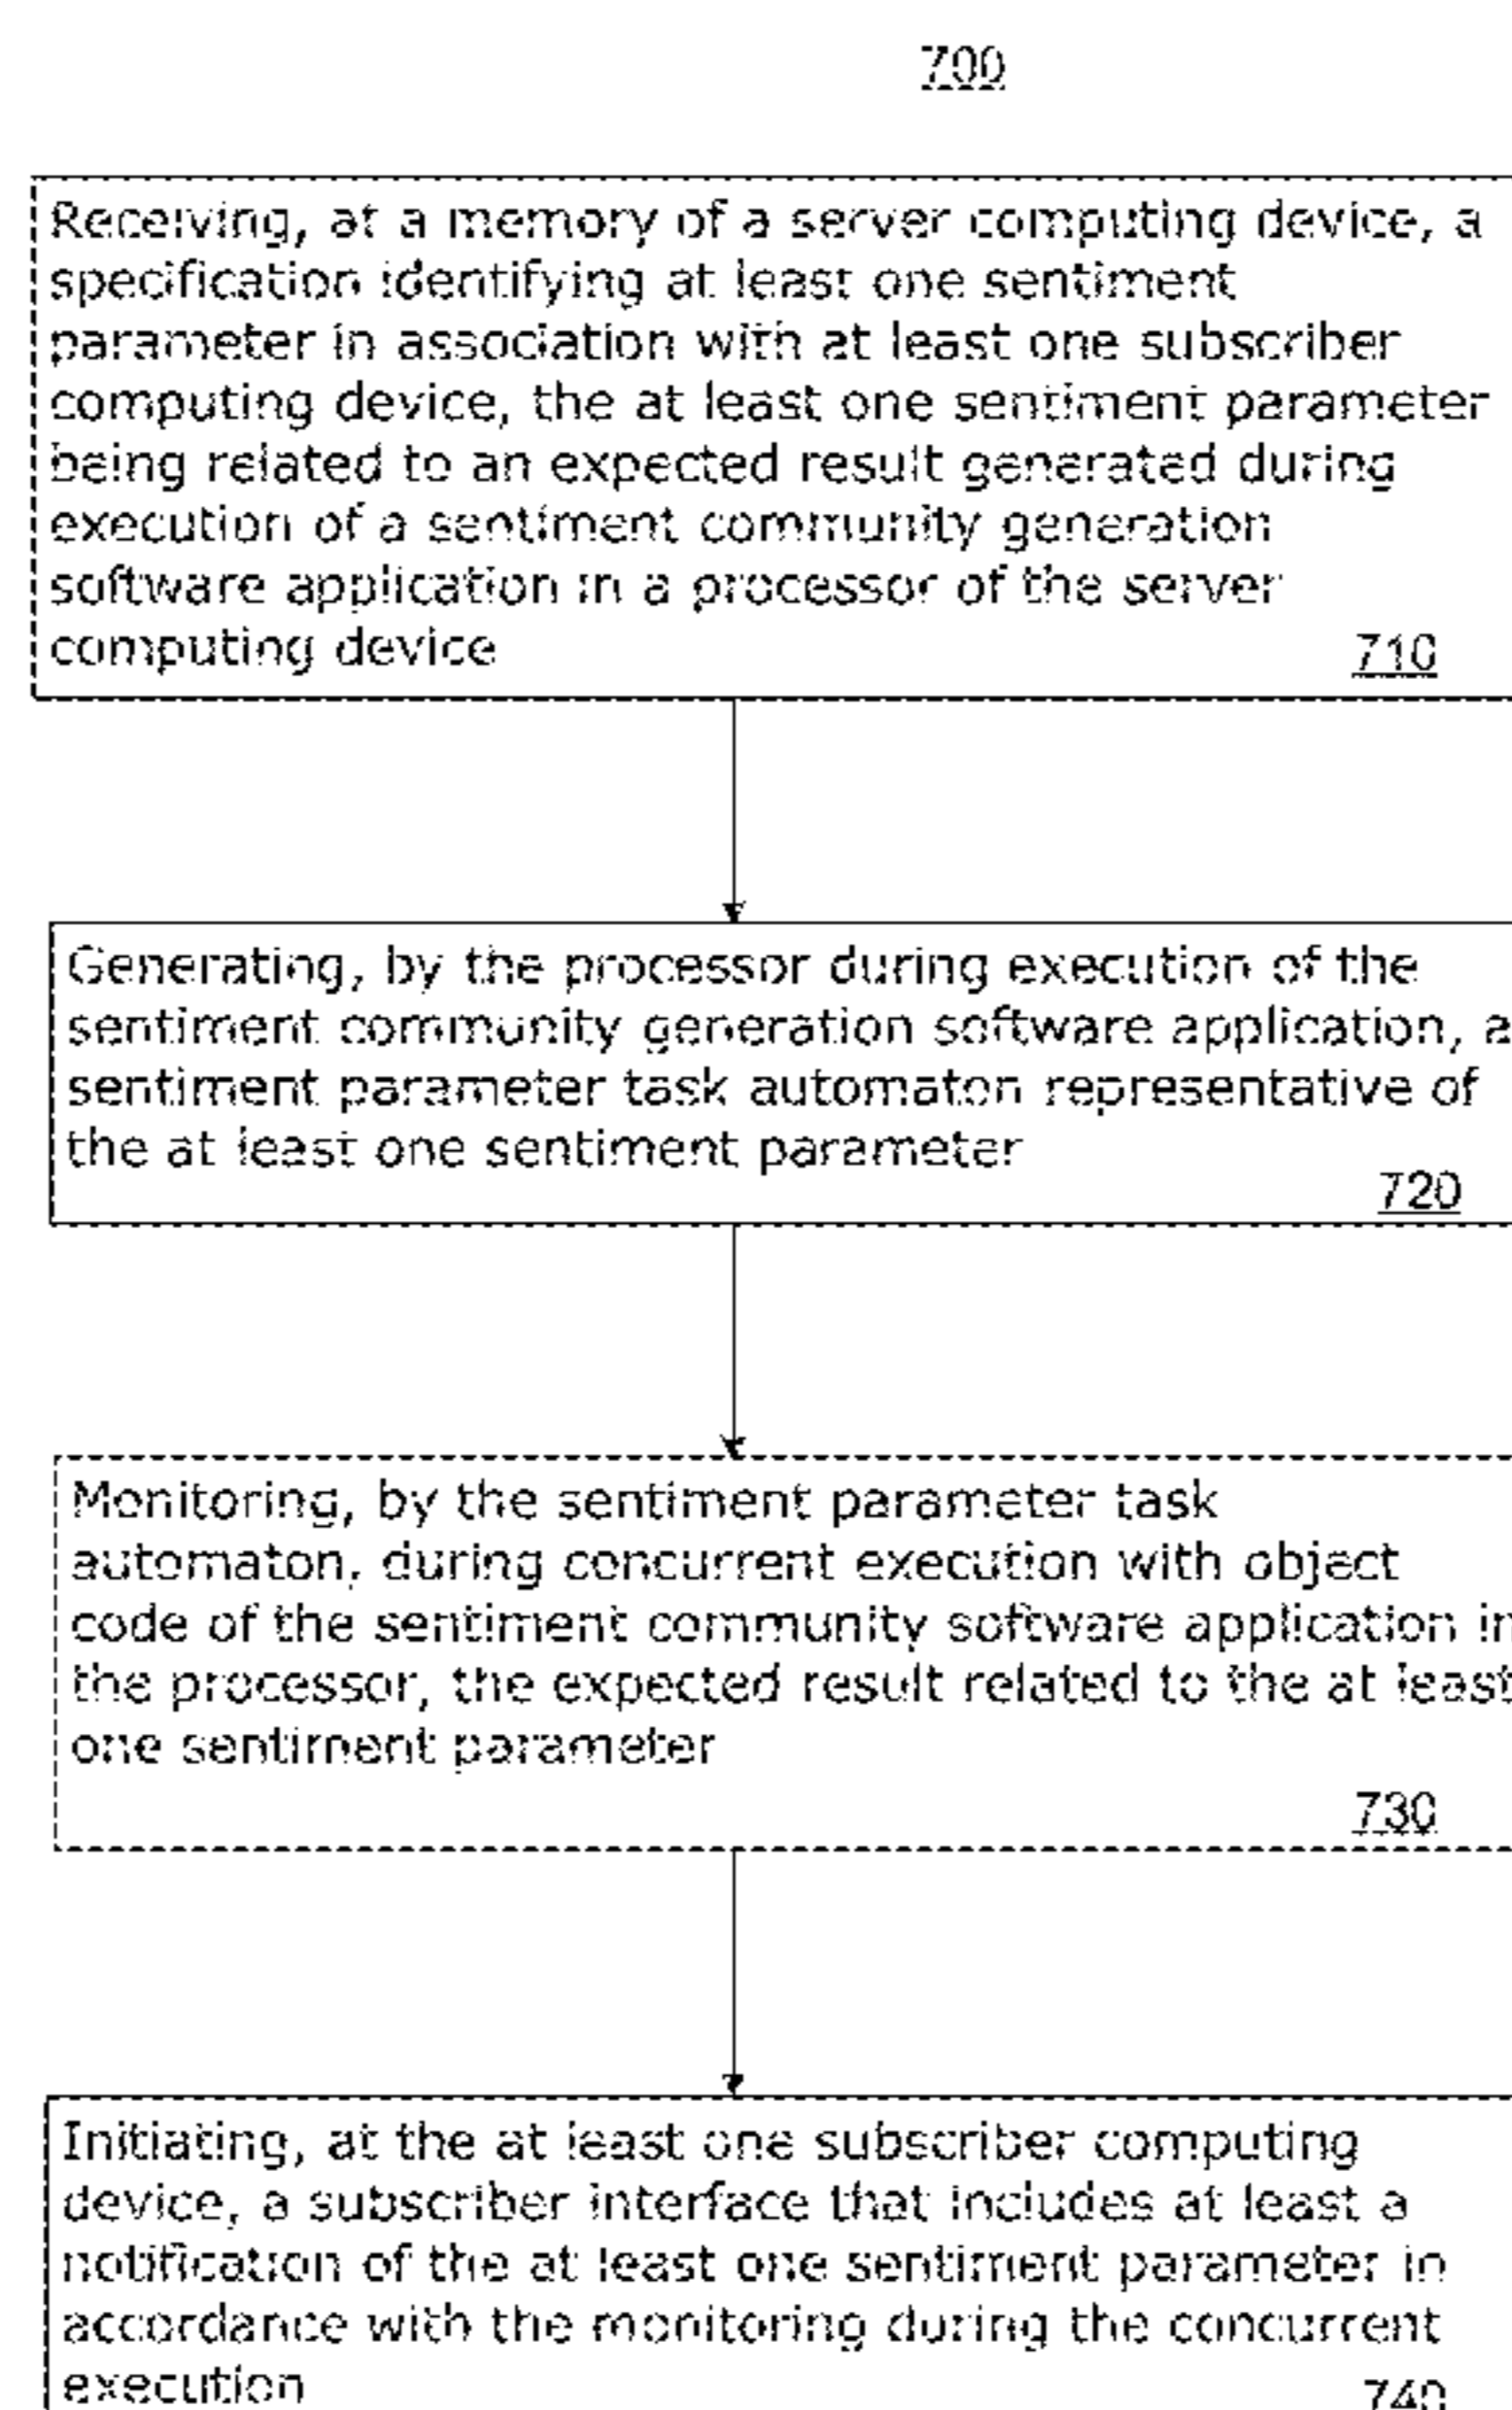 700
Receiving, at a memory of a server computing device, a
specification identifying at least one sentiment
parameter in association with at least one subscriber
computing device, the at least one sentiment parameter
being related to an expected result generated during
execution of a sentiment community generation
software application in a processor of the server
computing device
710
Generating, by the processor during execution of the
sentiment community generation software application, a
sentiment parameter task automaton representative of
the at least one sentiment parameter
720
Monitoring, by the sentiment parameter task
automaton, during concurrent execution with object
code of the sentiment community software application in
the processor, the expected result related to the at least
one sentiment parameter
730
Initiating, at the at least one subscriber computing
device, a subscriber interface that includes at least a
notification of the at least one sentiment parameter in
accordance with the monitoring during the concurrent
execution
740